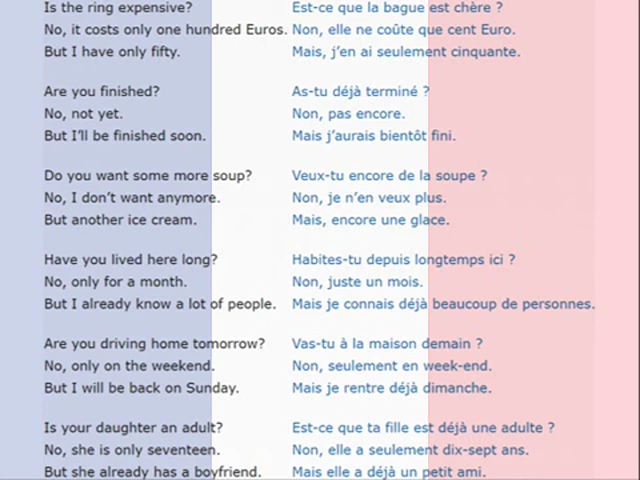 Is the ring expensive? Est-ce que la bague est chère ?
No, it costs only one hundred Euros. Non, elle ne coûte que cent Euro.
But I have only fifty. Mais, j’en ai seulement cinquante.
Are you finished? As-tu déjà terminé ?
No, not yet. Non, pas encore.
But I’ll be finished soon. Mais j’aurais bientôt fini.
Do you want some more soup? Veux-tu encore de la soupe ?
No, I don’t want anymore. Non, je n’en veux plus.
But another ice cream. Mais, encore une glace.
Have you lived here long? Habites-tu depuis longtemps ici ?
No, only for a month. Non, juste un mois.
But I already know a lot of people. Mais je connais déjà beaucoup de personnes.
Are you driving home tomorrow? Vas-tu à la maison demain ?
No, only on the weekend. Non, seulement en week-end.
But I will be back on Sunday. Mais je rentre déjà dimanche.
Is your daughter an adult? Est-ce que ta fille est déjà une adulte ?
No, she is only seventeen. Non, elle a seulement dix-sept ans.
But she already has a boyfriend. Mais elle a déjà un petit ami.